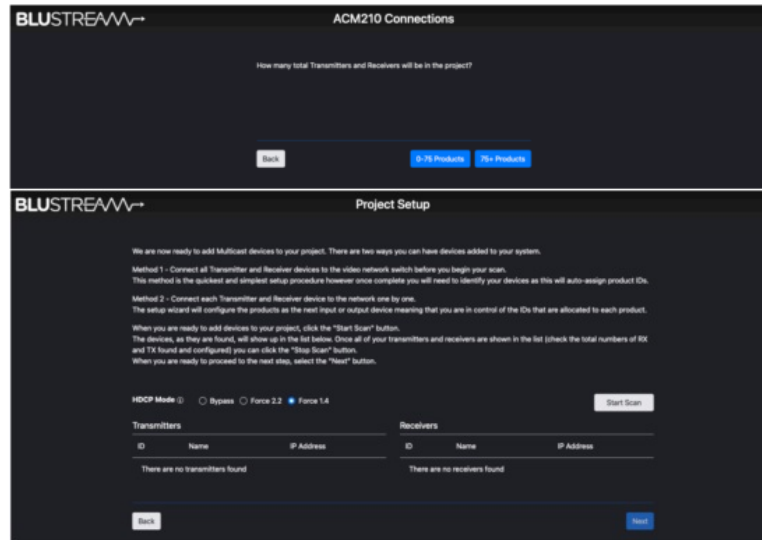 BLUSTREAM
ACM210 Connections
How many total Transmitters and Receivers will be in the project?
Back
0-75 Products
75+ Products
BLUSTREAM
Project Setup
We are now ready to add Multicast devices to your project. There are two ways you can have devices added to your system.
Method 1 - Connect all Transmitter and Receiver devices to the video network switch before you begin your scan.
This method is the quickest and simplest setup procedure however once complete you will need to identify your devices as this will auto-assign product IDs.
Method 2 - Connect each Transmitter and Receiver device to the network one by one.
The setup wizard will configure the products as the next input or output device meaning that you are in control of the IDs that are allocated to each product.
When you are ready to add devices to your project, click the "Start Scan" button.
The devices, as they are found, will show up in the list below. Once all of your transmitters and receivers are shown in the list (check the total numbers of RX
and TX found and configured) you can click the "Stop Scan" button.
When you are ready to proceed to the next step, select the "Next" button.
HDCP Mode Bypass Force 2.2 Force 1.4
Start Scan
Transmitters
ID Name IP Address
There are no transmitters found
Receivers
ID Name IP Address
There are no receivers found
Back
Next